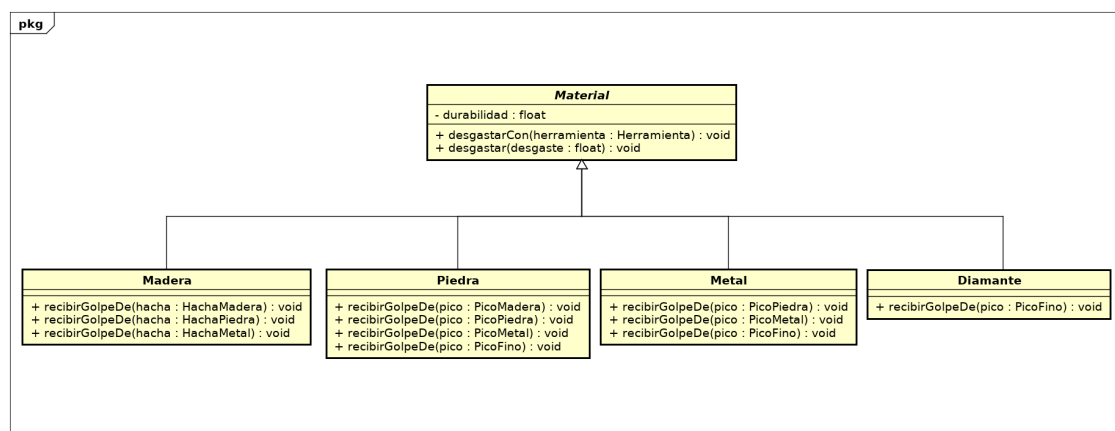 pkg
Material
- durabilidad : float
+ desgastarCon(herramienta : Herramienta) : void
+ desgastar(desgaste : float) : void
Madera
+ recibirGolpeDe(hacha : HachaMadera) : void
+ recibirGolpeDe(hacha : HachaPiedra) : void
+ recibirGolpeDe(hacha : HachaMetal) : void
Piedra
+ recibirGolpeDe(pico : PicoMadera) : void
+ recibirGolpeDe(pico : PicoPiedra) : void
+ recibirGolpeDe(pico : PicoMetal) : void
+ recibirGolpeDe(pico : PicoFino) : void
Metal
+ recibirGolpeDe(pico : PicoPiedra) : void
+ recibirGolpeDe(pico : PicoMetal) : void
+ recibirGolpeDe(pico : PicoFino) : void
Diamante
+ recibirGolpeDe(pico : PicoFino) : void